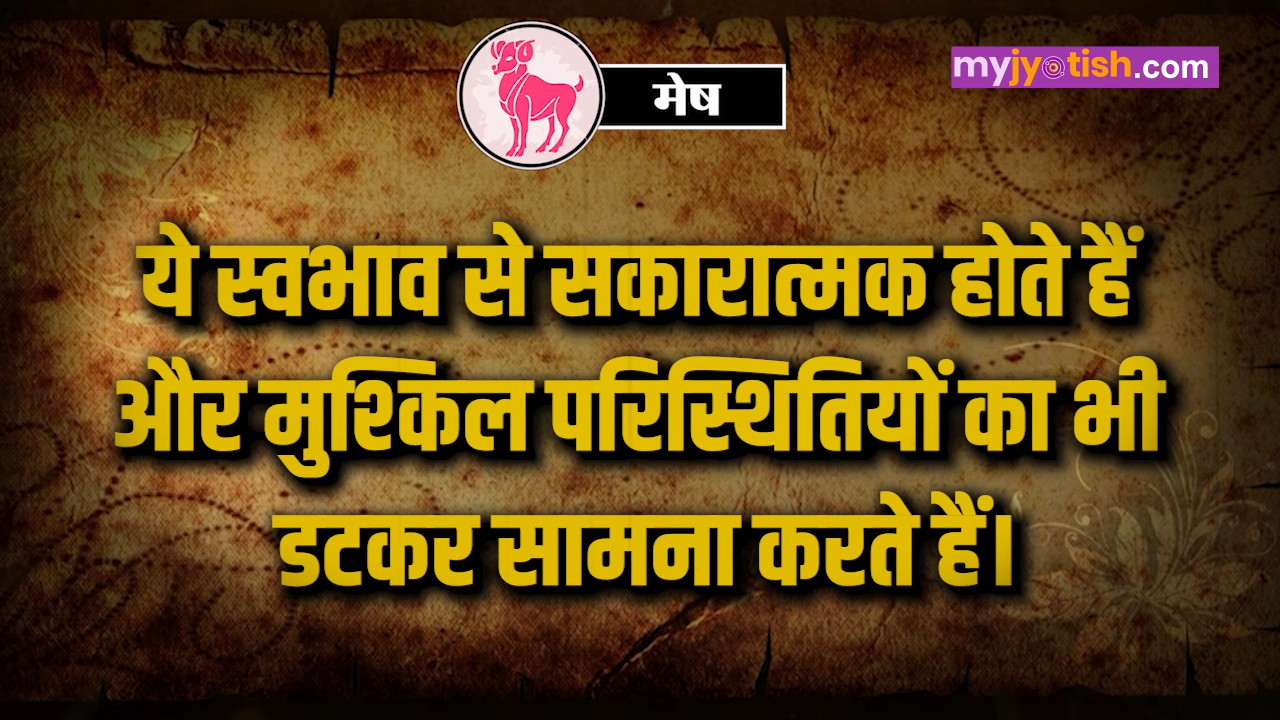 मेष
myjyotish.com
ये स्वभाव से सकारात्मक होते हैं
और मुश्किल परिस्थितियों का भी
डटकर सामना करते हैं।